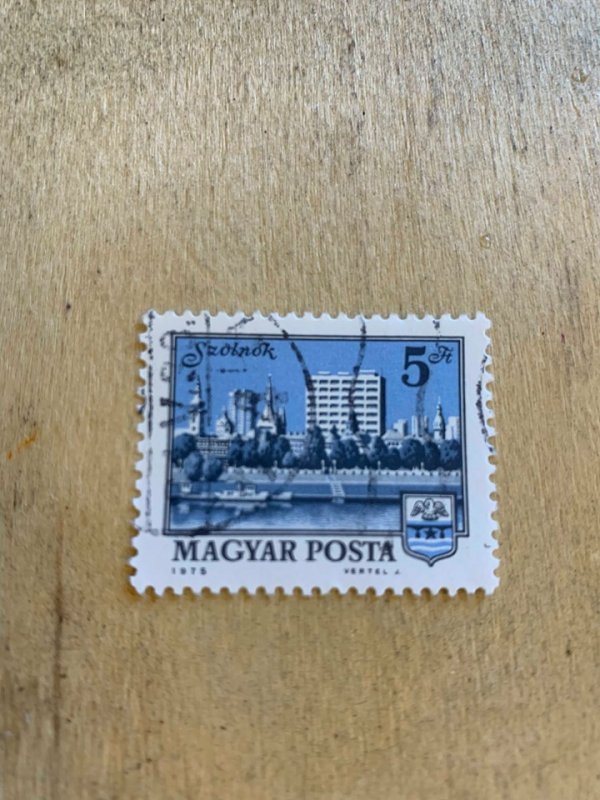 Szolnok
5 Ft
MAGYAR POSTA
1975 VERTEL J.